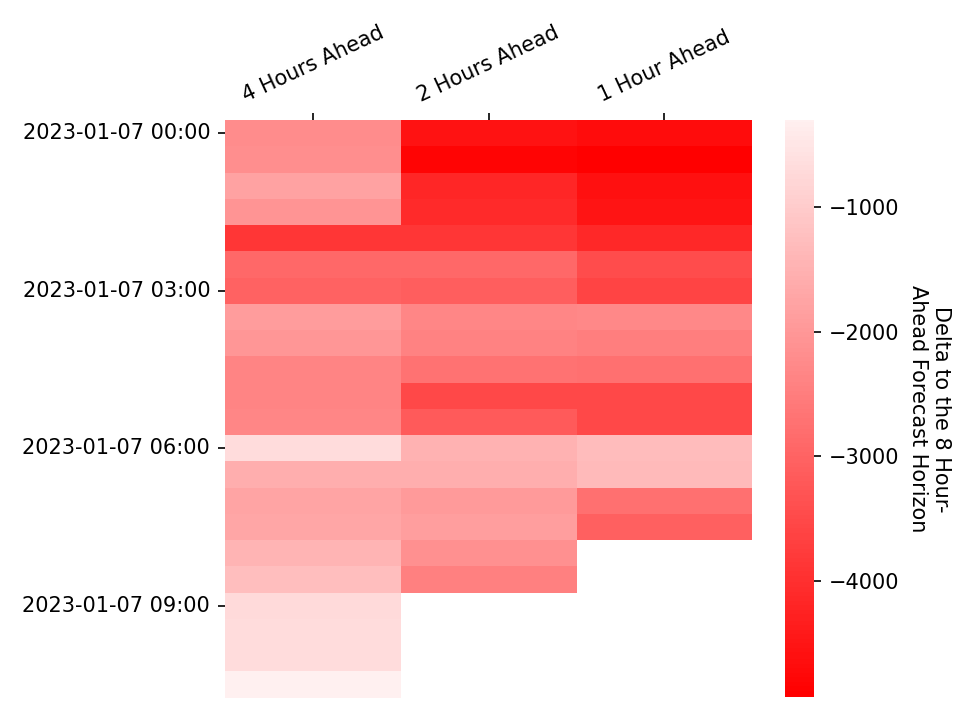 4 Hours Ahead
2 Hours Ahead
1 Hour Ahead
2023-01-07 00:00
2023-01-07 03:00
2023-01-07 06:00
2023-01-07 09:00
−1000
−2000
−3000
−4000
Delta to the 8 Hour-
Ahead Forecast Horizon